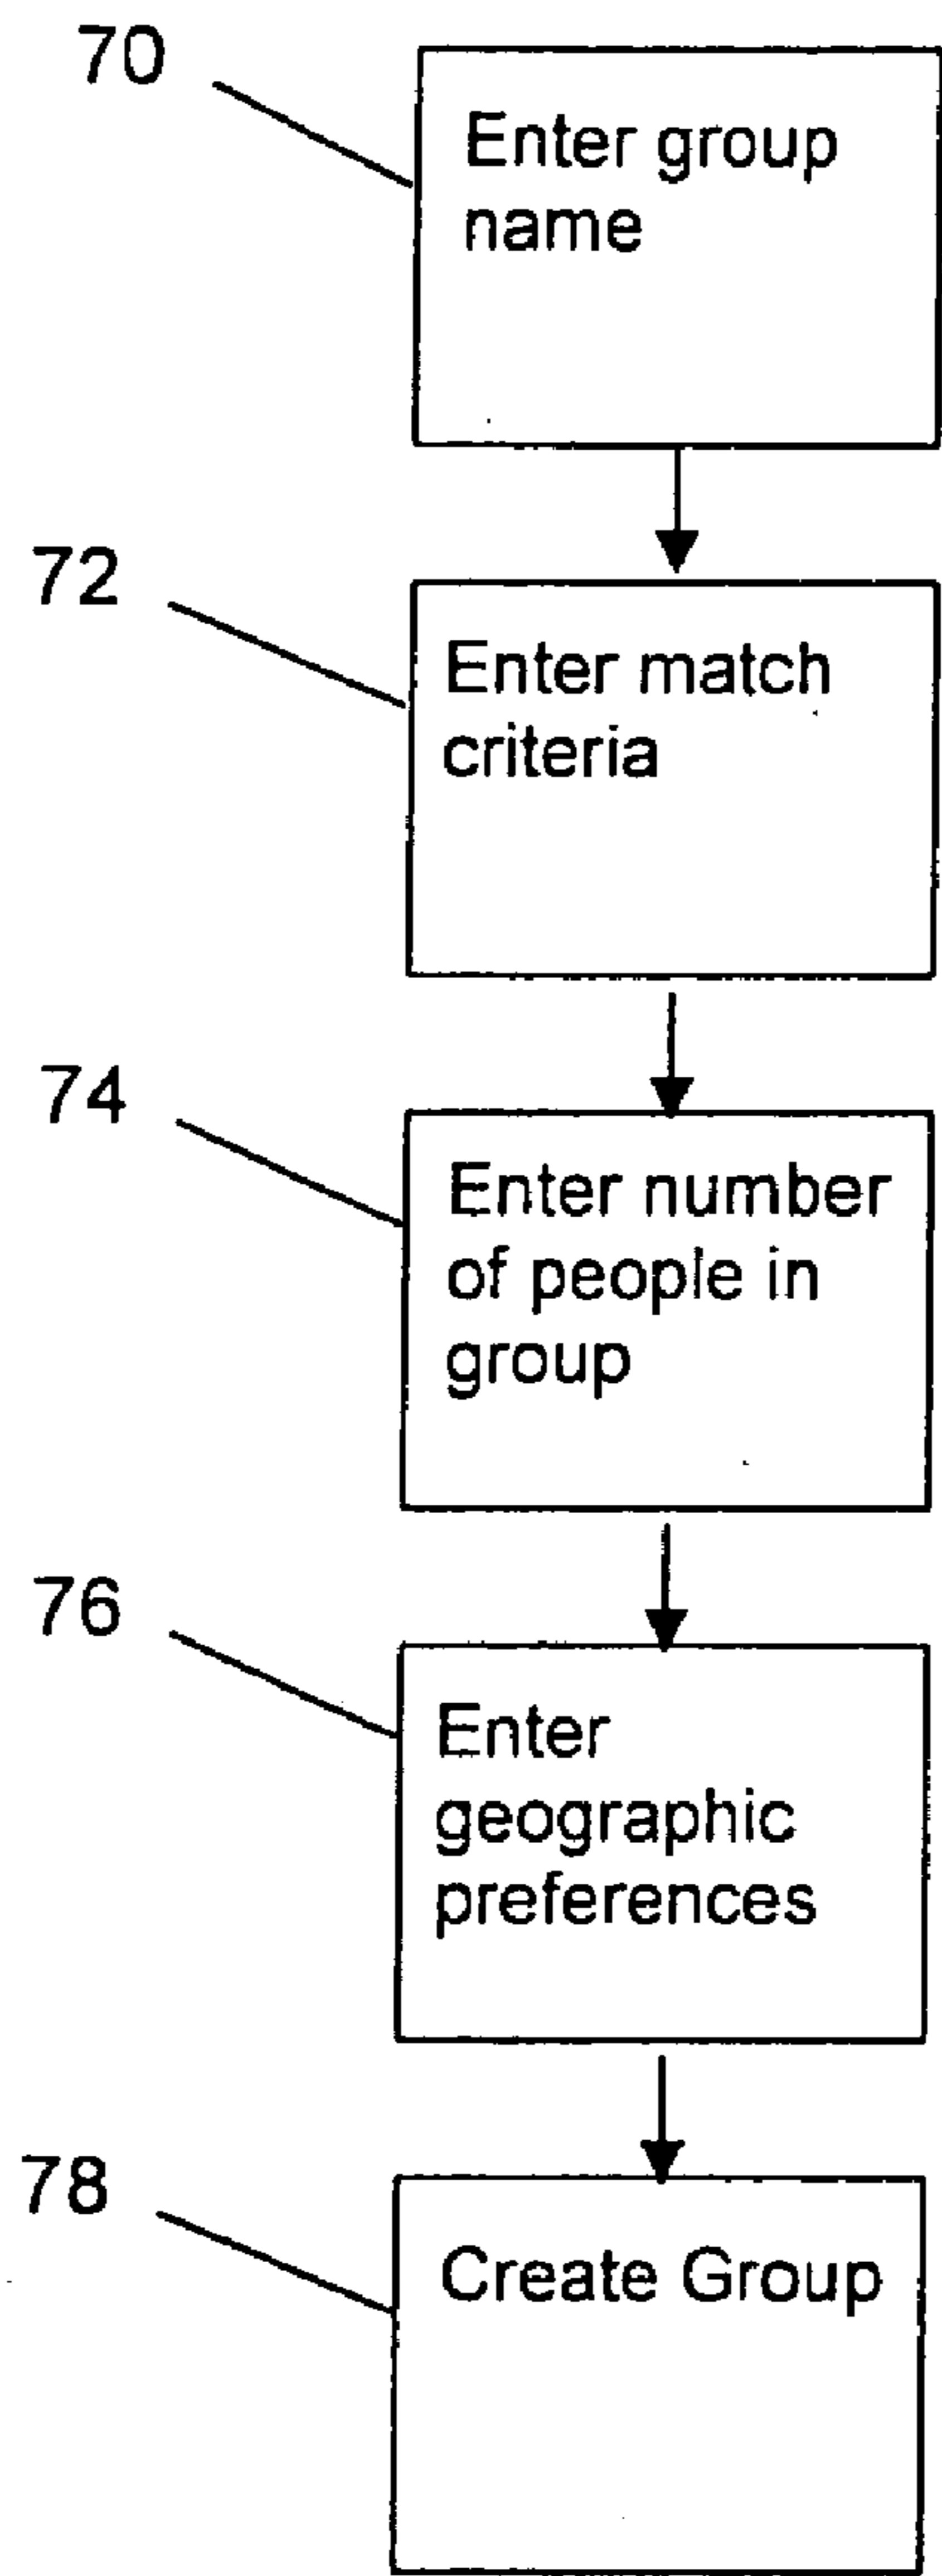 70
Enter group
name
72
Enter match
criteria
74
Enter number
of people in
group
76
Enter
geographic
preferences
78
Create Group